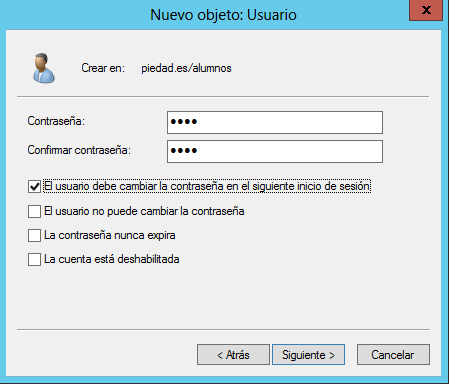 Nuevo objeto: Usuario
x
Crear en: piedad.es/alumnos
Contraseña: ••••
Confirmar contraseña: ••••
El usuario debe cambiar la contraseña en el siguiente inicio de sesión
El usuario no puede cambiar la contraseña
La contraseña nunca expira
La cuenta está deshabilitada
< Atrás Siguiente > Cancelar